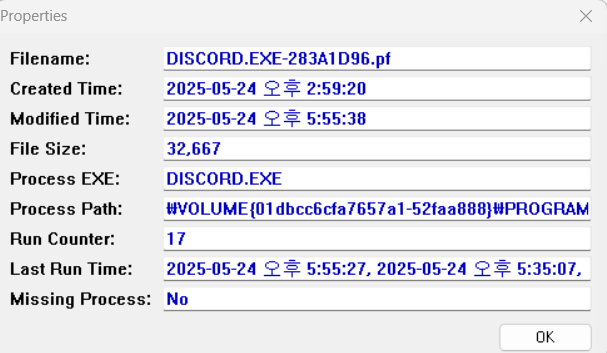 Properties
Filename: DISCORD.EXE-283A1D96.pf
Created Time: 2025-05-24 오후 2:59:20
Modified Time: 2025-05-24 오후 5:55:38
File Size: 32,667
Process EXE: DISCORD.EXE
Process Path: ₩VOLUME{01dbcc6cfa7657a1-52faa888}₩PROGRAM
Run Counter: 17
Last Run Time: 2025-05-24 오후 5:55:27, 2025-05-24 오후 5:35:07,
Missing Process: No
OK